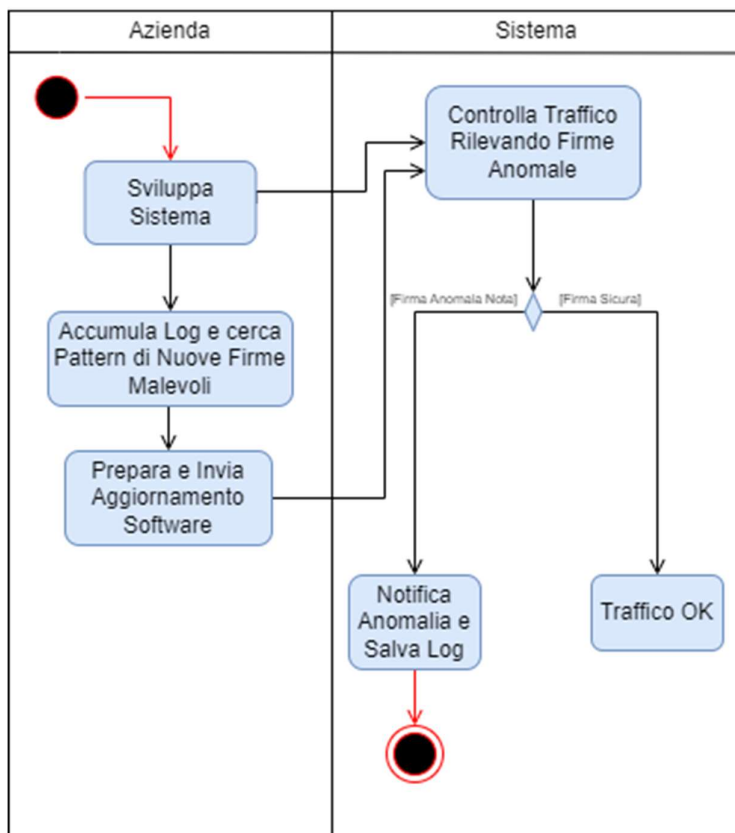 Azienda
Sistema
Controlla Traffico
Rilevando Firme
Anomale
Sviluppa
Sistema
[Firma Anomala Nota]
[Firma Sicura]
Accumula Log e cerca
Pattern di Nuove Firme
Malevoli
Prepara e Invia
Aggiornamento
Software
Notifica
Anomalia e
Salva Log
Traffico OK